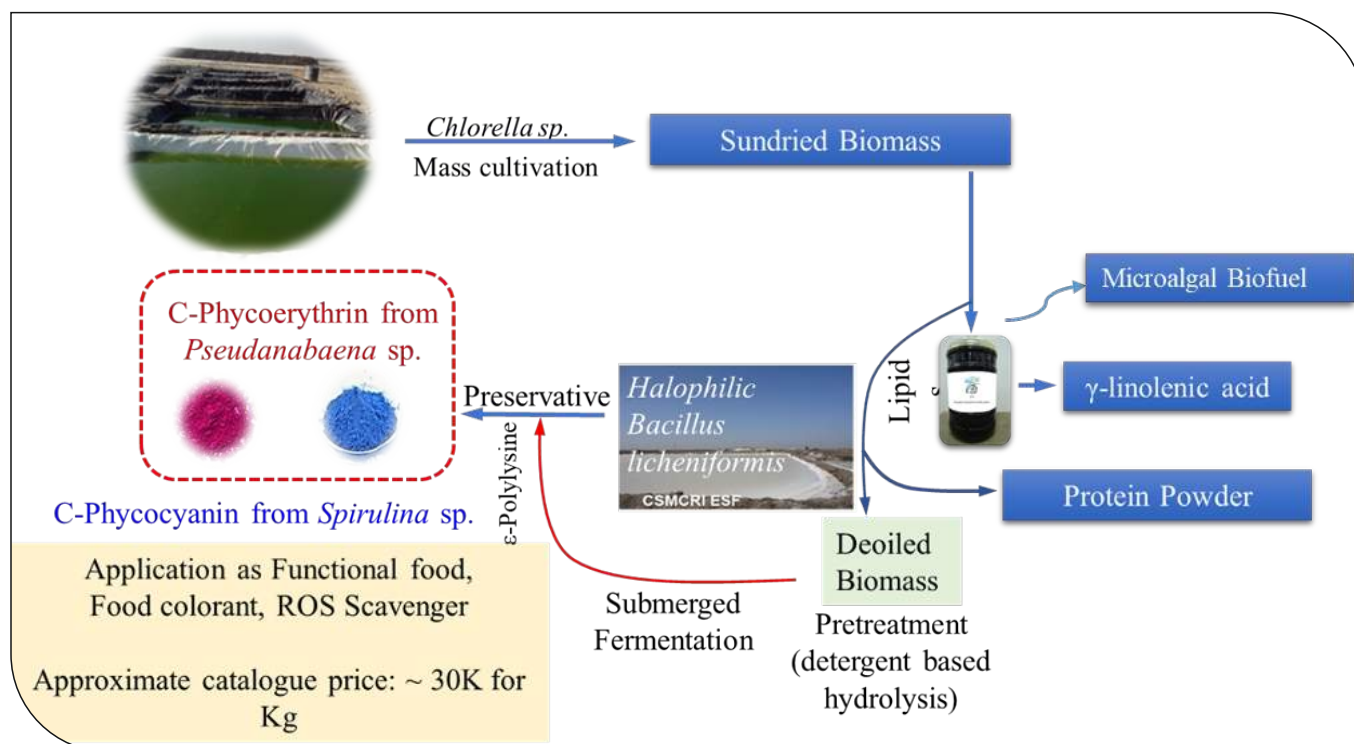 Chlorella sp.
Mass cultivation
Sundried Biomass
Microalgal Biofuel
C-Phycoerythrin from
Pseudanabaena sp.
Lipid
s
γ-linolenic acid
Preservative
ε-Polylysine
Halophilic
Bacillus
licheniformis
CSMCRI ESF
Protein Powder
C-Phycocyanin from Spirulina sp.
Deoiled
Biomass
Application as Functional food,
Food colorant, ROS Scavenger
Submerged
Fermentation
Pretreatment
(detergent based
hydrolysis)
Approximate catalogue price: ~ 30K for
Kg